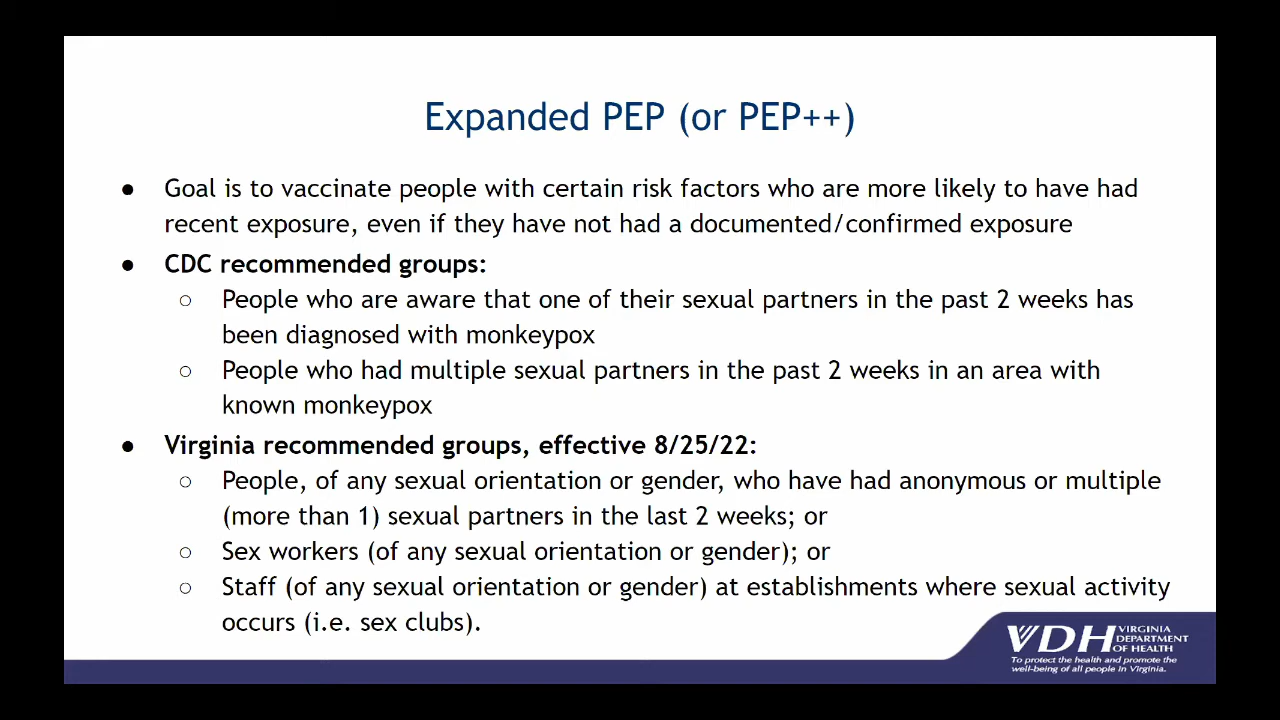 Expanded PEP (or PEP++)
● Goal is to vaccinate people with certain risk factors who are more likely to have had
recent exposure, even if they have not had a documented/confirmed exposure
● CDC recommended groups:
○ People who are aware that one of their sexual partners in the past 2 weeks has
been diagnosed with monkeypox
○ People who had multiple sexual partners in the past 2 weeks in an area with
known monkeypox
● Virginia recommended groups, effective 8/25/22:
○ People, of any sexual orientation or gender, who have had anonymous or multiple
(more than 1) sexual partners in the last 2 weeks; or
○ Sex workers (of any sexual orientation or gender); or
○ Staff (of any sexual orientation or gender) at establishments where sexual activity
occurs (i.e. sex clubs).
VDH VIRGINIA
DEPARTMENT
OF HEALTH
To protect the health and promote the
well-being of all people in Virginia.